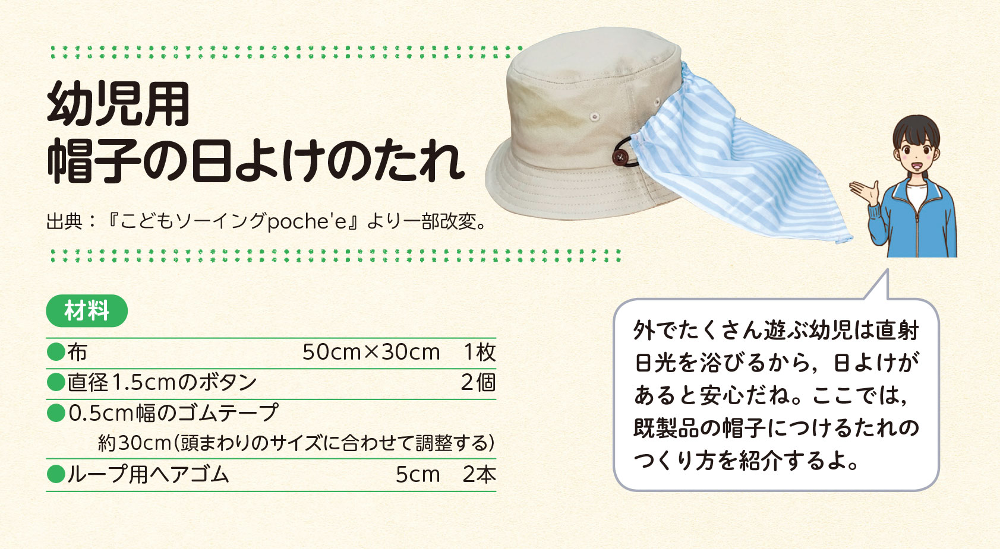 幼児用
帽子の日よけのたれ
出典：『こどもソーイングpoche'e』より一部改変。
材料
●布 50cm×30cm 1枚
●直径1.5cmのボタン 2個
●0.5cm幅のゴムテープ
約30cm(頭まわりのサイズに合わせて調整する)
●ループ用ヘアゴム 5cm 2本
外でたくさん遊ぶ幼児は直射
日光を浴びるから，日よけが
あると安心だね。ここでは，
既製品の帽子につけるたれの
つくり方を紹介するよ。